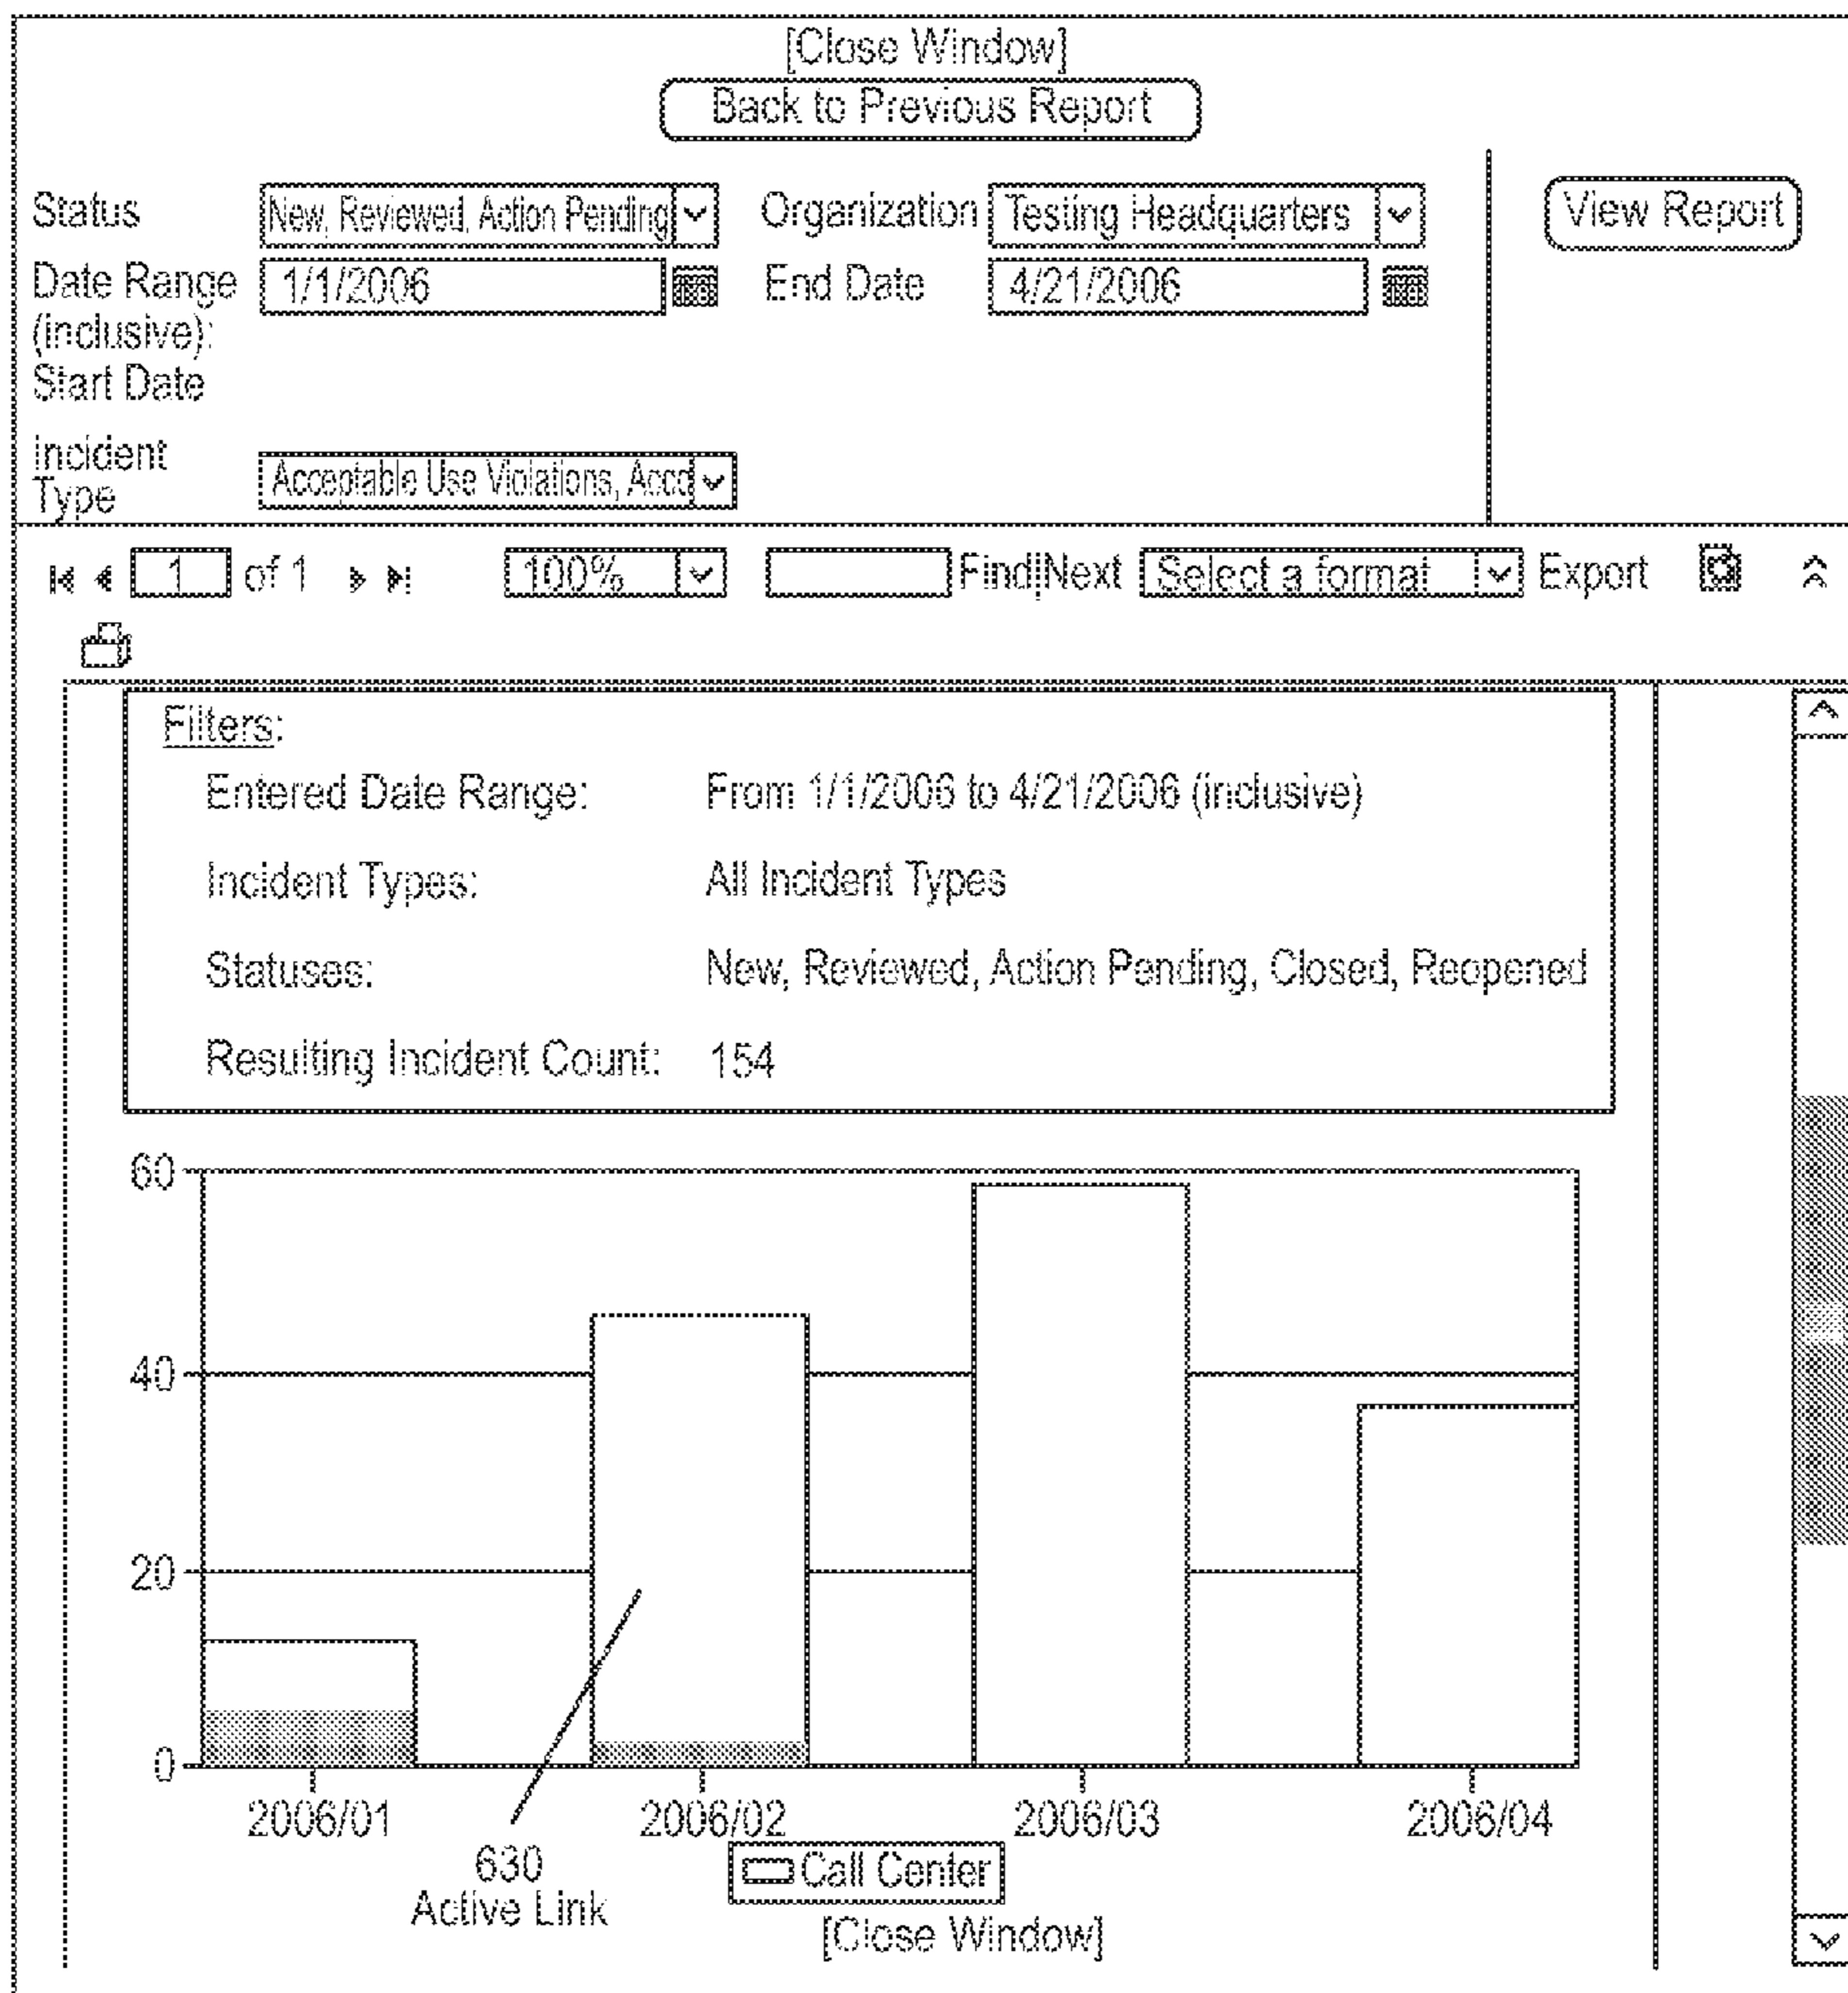 [Close Window]
Back to Previous Report
Status New, Reviewed, Action Pending Organization Testing Headquarters View Report
Date Range (inclusive): Start Date 1/1/2006 End Date 4/21/2006
Incident Type Acceptable Use Violations, Acco
1 of 1 100% Find|Next Select a format Export
Filters:
Entered Date Range: From 1/1/2006 to 4/21/2006 (inclusive)
Incident Types: All Incident Types
Statuses: New, Reviewed, Action Pending, Closed, Reopened
Resulting Incident Count: 154
60
40
20
0
2006/01 2006/02 2006/03 2006/04
630
Active Link
Call Center
[Close Window]